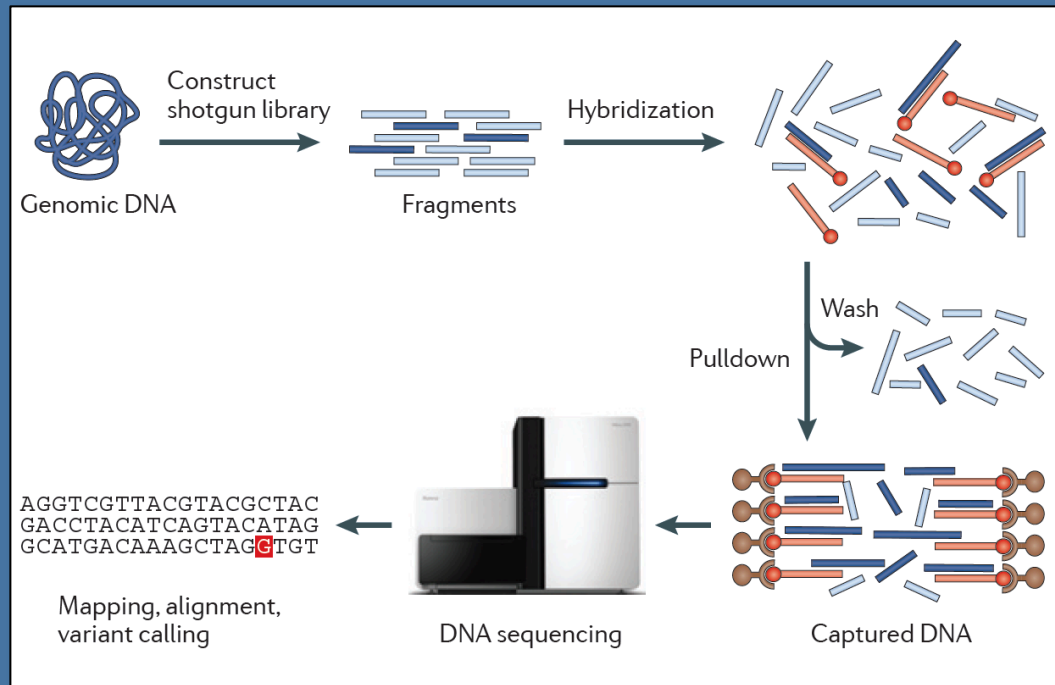 Construct
shotgun library
Hybridization
Genomic DNA
Fragments
Wash
Pulldown
AGGTCGTTACGTACGCTAC
GACCTACATCAGTACATAG
GCATGACAAAGCTAGGTGT
Mapping, alignment,
variant calling
DNA sequencing
Captured DNA